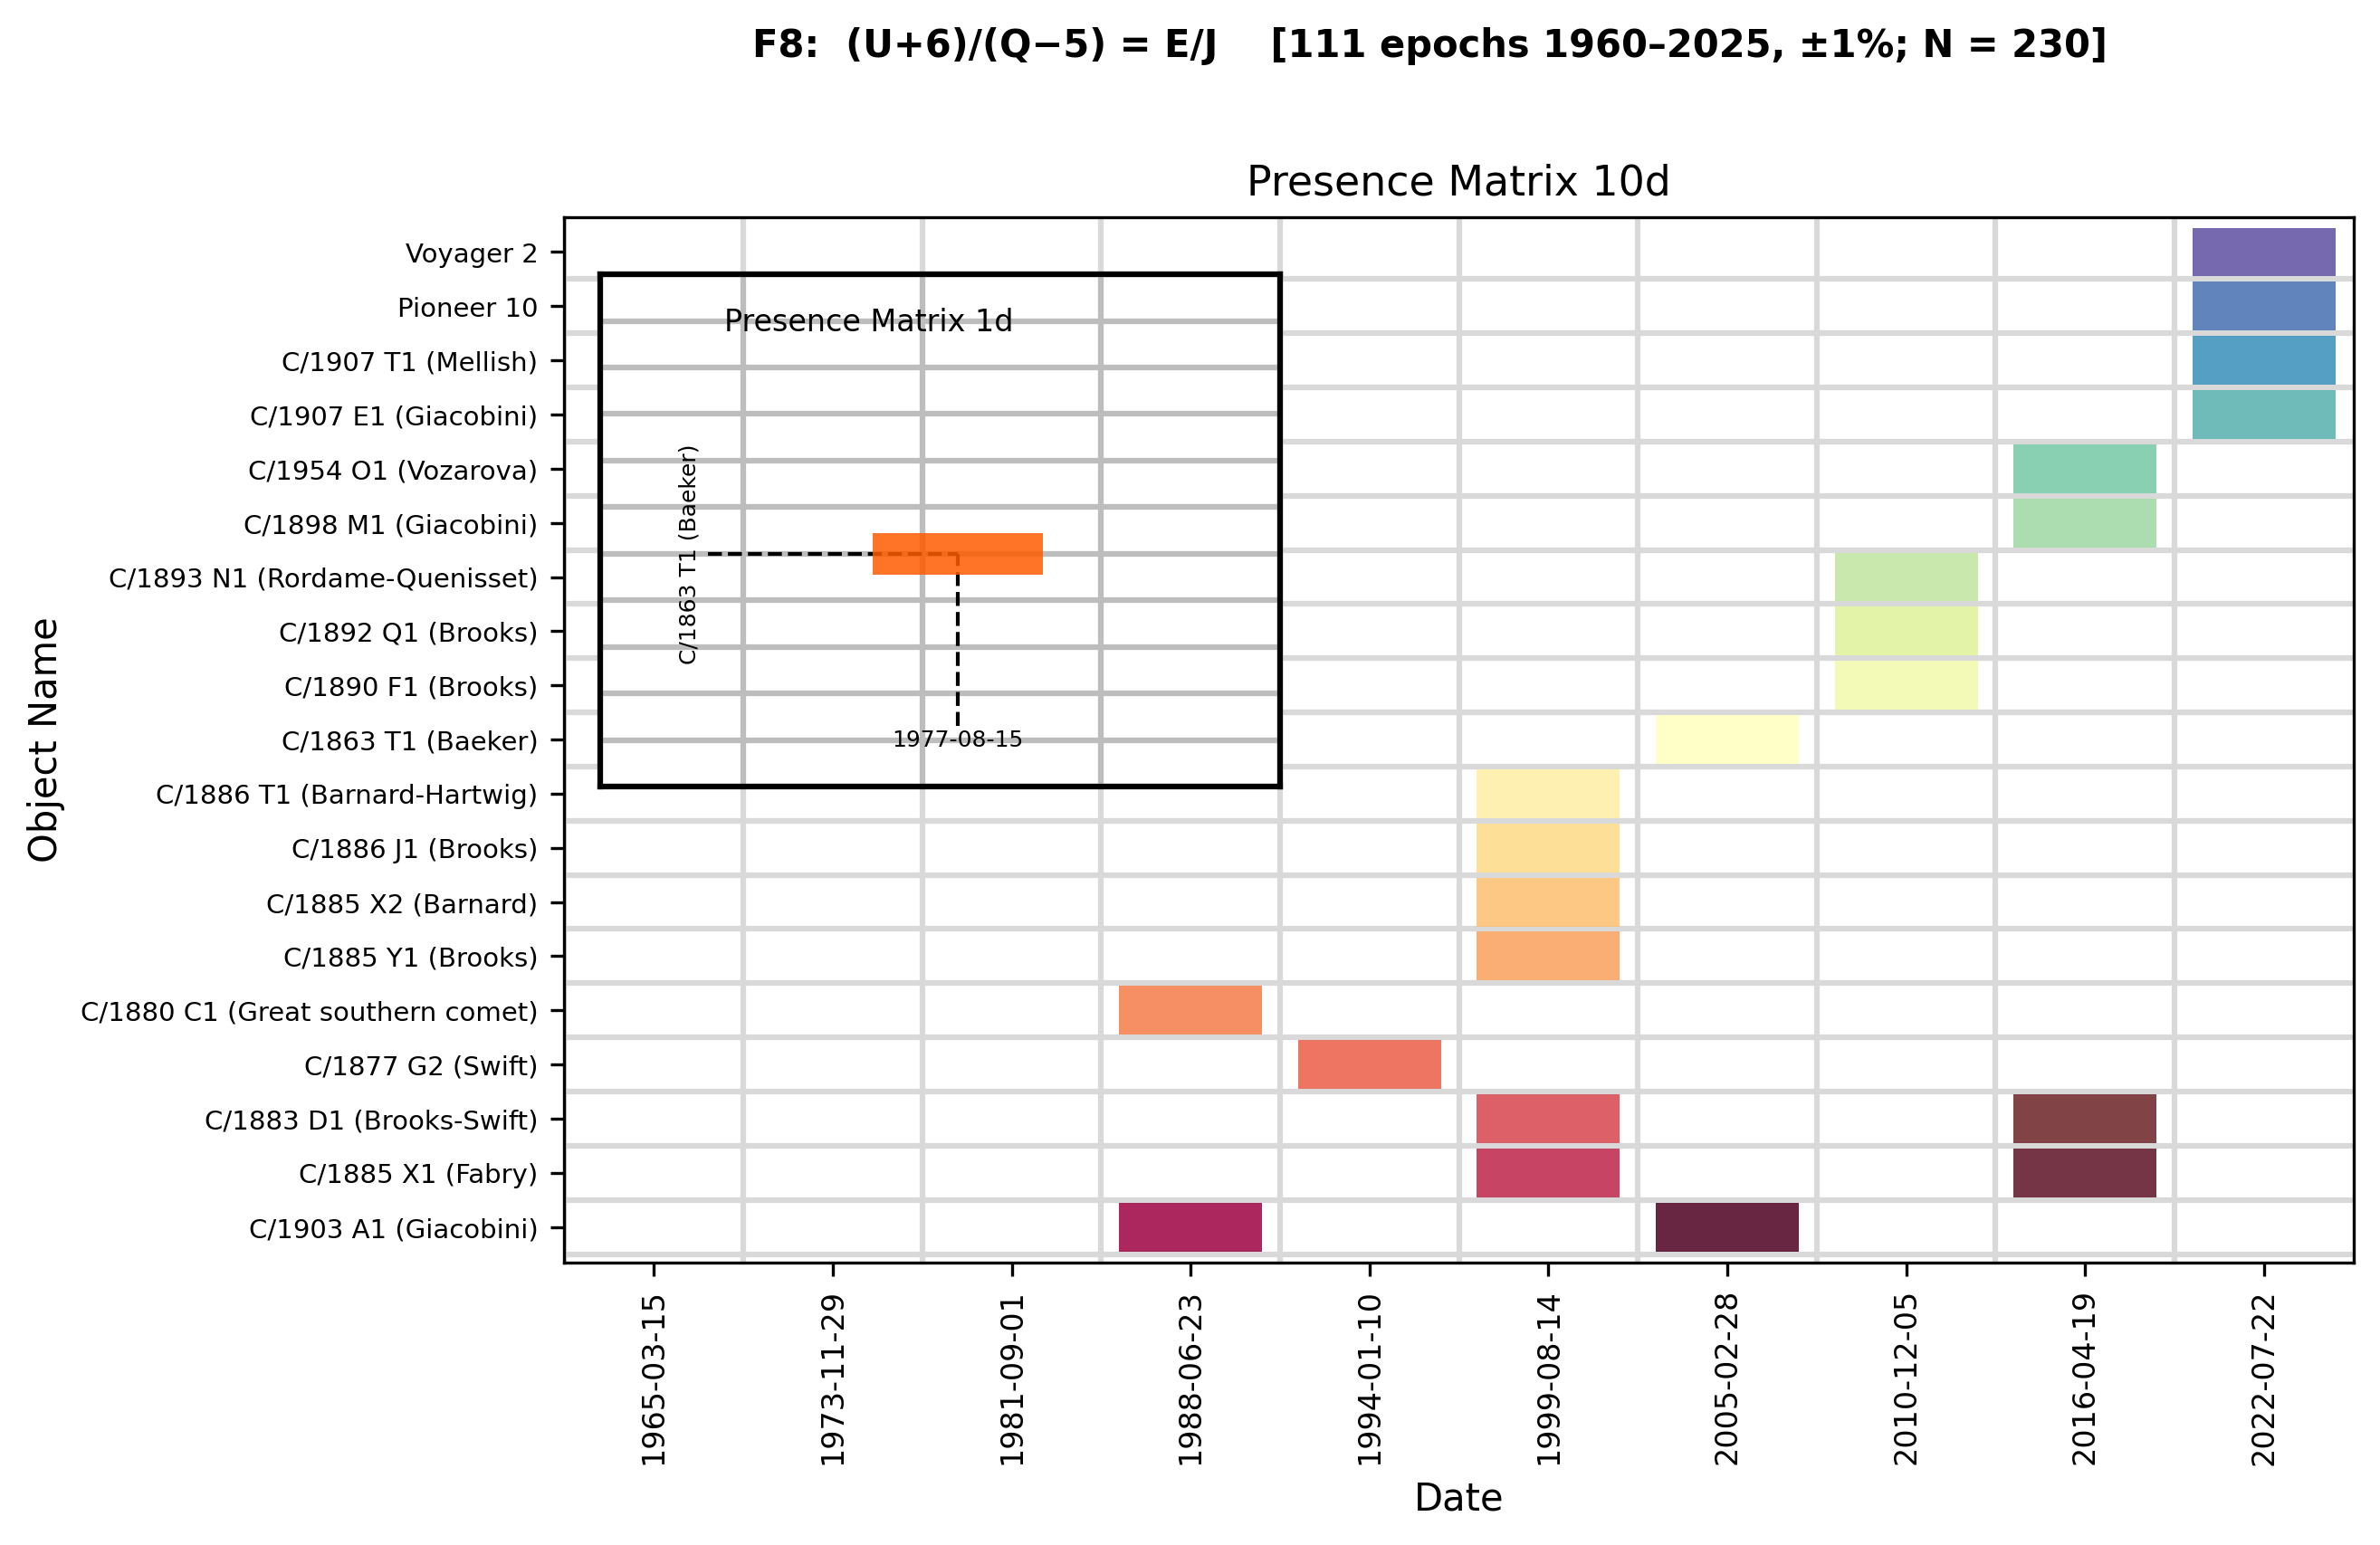 F8:  (U+6)/(Q−5) = E/J    [111 epochs 1960–2025, ±1%; N = 230]
Presence Matrix 10d
Object Name
Voyager 2
Pioneer 10
C/1907 T1 (Mellish)
C/1907 E1 (Giacobini)
C/1954 O1 (Vozarova)
C/1898 M1 (Giacobini)
C/1893 N1 (Rordame-Quenisset)
C/1892 Q1 (Brooks)
C/1890 F1 (Brooks)
C/1863 T1 (Baeker)
C/1886 T1 (Barnard-Hartwig)
C/1886 J1 (Brooks)
C/1885 X2 (Barnard)
C/1885 Y1 (Brooks)
C/1880 C1 (Great southern comet)
C/1877 G2 (Swift)
C/1883 D1 (Brooks-Swift)
C/1885 X1 (Fabry)
C/1903 A1 (Giacobini)
Presence Matrix 1d
C/1863 T1 (Baeker)
1977-08-15
1965-03-15
1973-11-29
1981-09-01
1988-06-23
1994-01-10
1999-08-14
2005-02-28
2010-12-05
2016-04-19
2022-07-22
Date